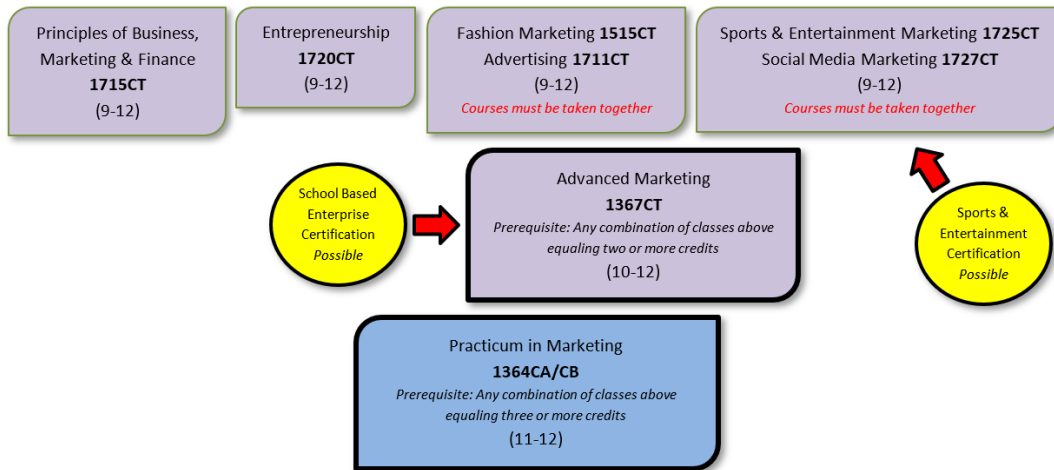 Principles of Business,
Marketing & Finance
1715CT
(9-12)
Entrepreneurship
1720CT
(9-12)
Fashion Marketing 1515CT
Advertising 1711CT
(9-12)
Courses must be taken together
Sports & Entertainment Marketing 1725CT
Social Media Marketing 1727CT
(9-12)
Courses must be taken together
School Based
Enterprise
Certification
Possible
Advanced Marketing
1367CT
Prerequisite: Any combination of classes above
equaling two or more credits
(10-12)
Sports &
Entertainment
Certification
Possible
Practicum in Marketing
1364CA/CB
Prerequisite: Any combination of classes above
equaling three or more credits
(11-12)